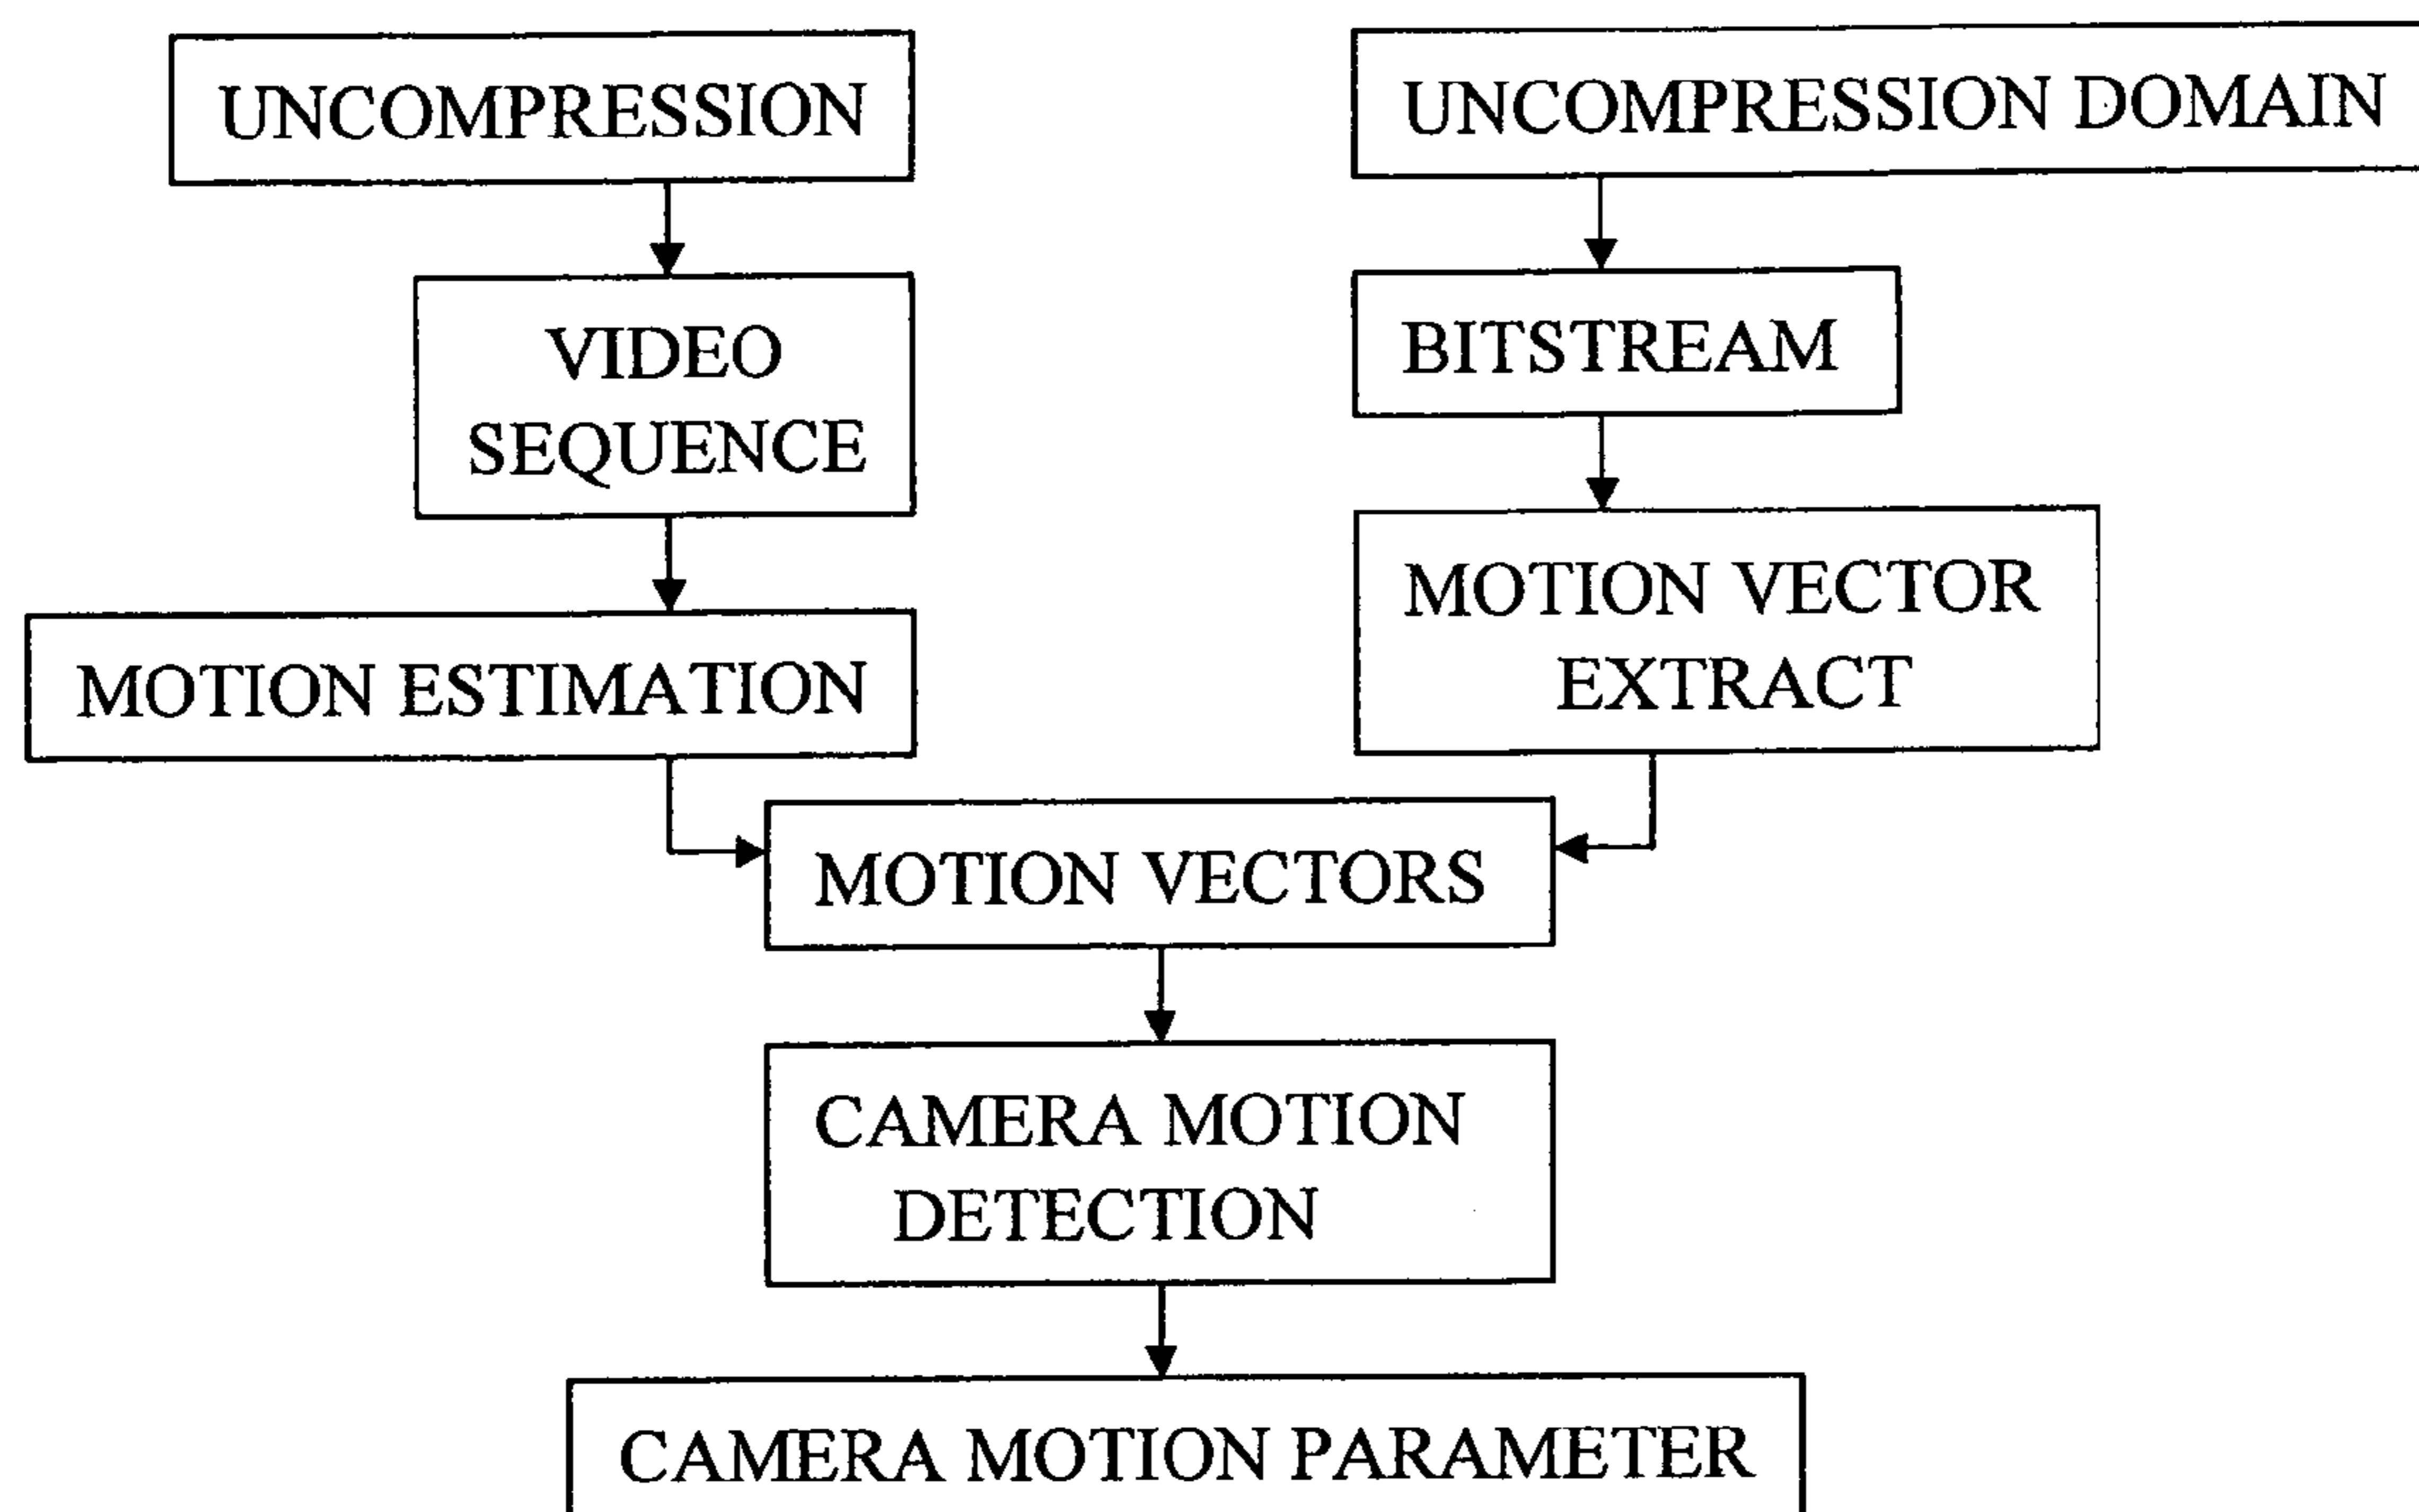 UNCOMPRESSION
VIDEO
SEQUENCE
MOTION ESTIMATION
UNCOMPRESSION DOMAIN
BITSTREAM
MOTION VECTOR
EXTRACT
MOTION VECTORS
CAMERA MOTION
DETECTION
CAMERA MOTION PARAMETER